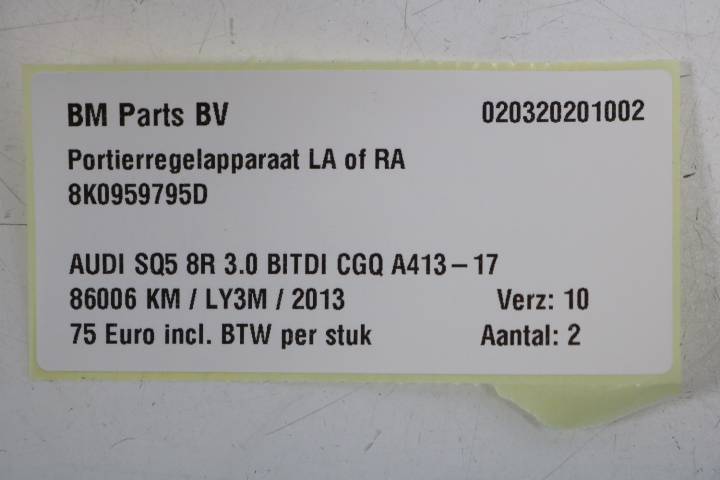 BM Parts BV 020320201002
Portierregelapparaat LA of RA
8K0959795D
AUDI SQ5 8R 3.0 BITDI CGQ A413-17
86006 KM / LY3M / 2013 Verz: 10
75 Euro incl. BTW per stuk Aantal: 2